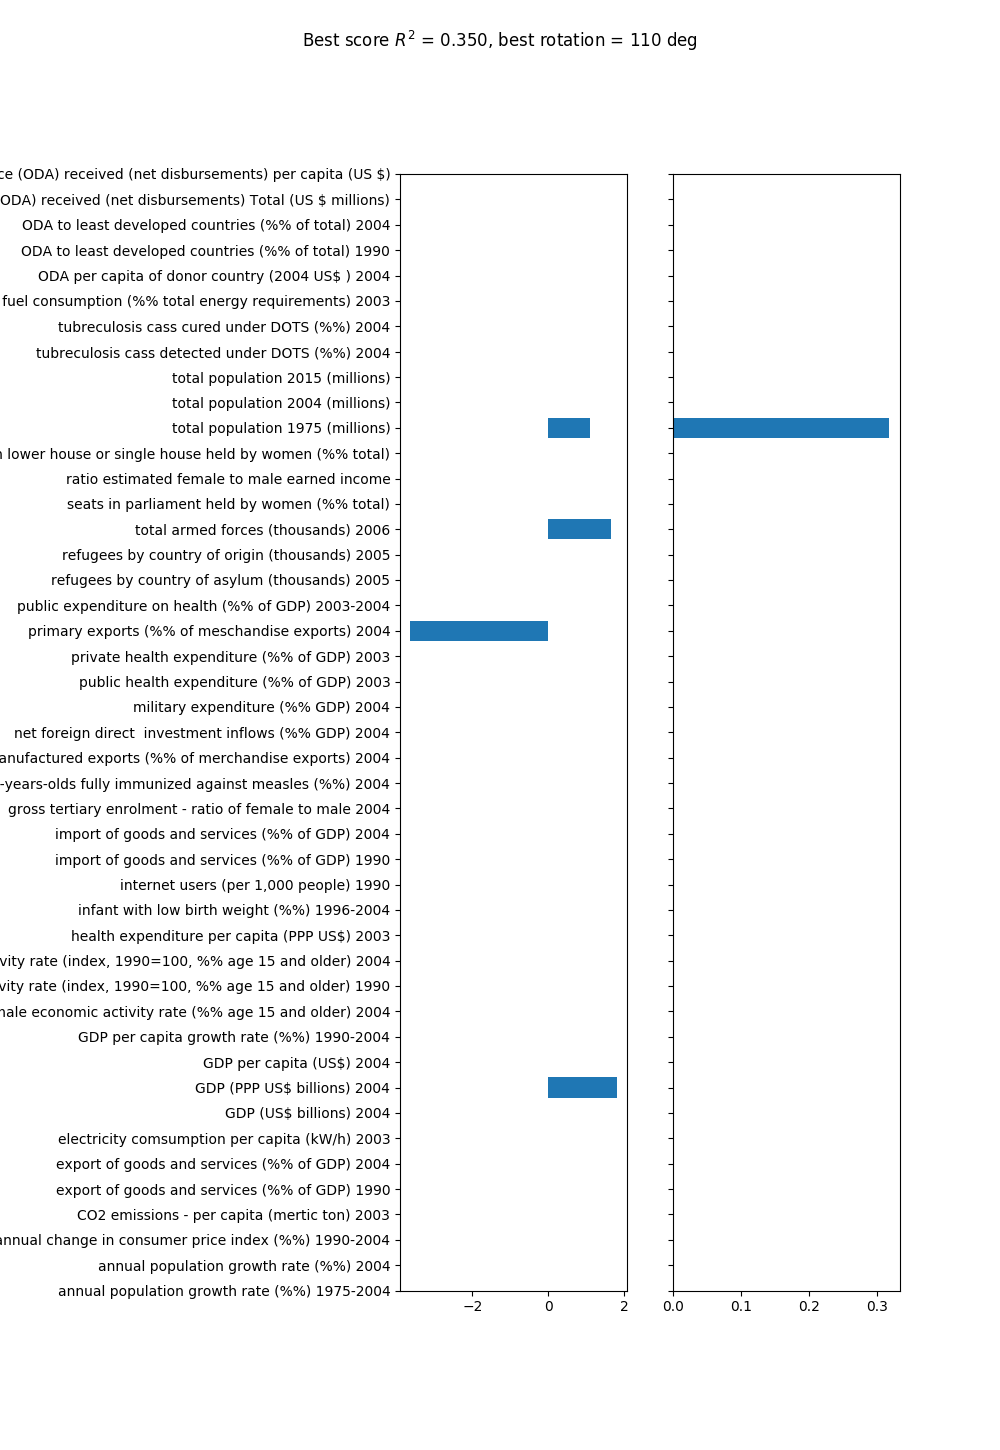 Best score R² = 0.350, best rotation = 110 deg
ce (ODA) received (net disbursements) per capita (US $)
ODA) received (net disbursements) Total (US $ millions)
ODA to least developed countries (%% of total) 2004
ODA to least developed countries (%% of total) 1990
ODA per capita of donor country (2004 US$ ) 2004
fuel consumption (%% total energy requirements) 2003
tubreculosis cass cured under DOTS (%%) 2004
tubreculosis cass detected under DOTS (%%) 2004
total population 2015 (millions)
total population 2004 (millions)
total population 1975 (millions)
lower house or single house held by women (%% total)
ratio estimated female to male earned income
seats in parliament held by women (%% total)
total armed forces (thousands) 2006
refugees by country of origin (thousands) 2005
refugees by country of asylum (thousands) 2005
public expenditure on health (%% of GDP) 2003-2004
primary exports (%% of meschandise exports) 2004
private health expenditure (%% of GDP) 2003
public health expenditure (%% of GDP) 2003
military expenditure (%% GDP) 2004
net foreign direct  investment inflows (%% GDP) 2004
anufactured exports (%% of merchandise exports) 2004
-years-olds fully immunized against measles (%%) 2004
gross tertiary enrolment - ratio of female to male 2004
import of goods and services (%% of GDP) 2004
import of goods and services (%% of GDP) 1990
internet users (per 1,000 people) 1990
infant with low birth weight (%%) 1996-2004
health expenditure per capita (PPP US$) 2003
vity rate (index, 1990=100, %% age 15 and older) 2004
vity rate (index, 1990=100, %% age 15 and older) 1990
male economic activity rate (%% age 15 and older) 2004
GDP per capita growth rate (%%) 1990-2004
GDP per capita (US$) 2004
GDP (PPP US$ billions) 2004
GDP (US$ billions) 2004
electricity comsumption per capita (kW/h) 2003
export of goods and services (%% of GDP) 2004
export of goods and services (%% of GDP) 1990
CO2 emissions - per capita (mertic ton) 2003
annual change in consumer price index (%%) 1990-2004
annual population growth rate (%%) 2004
annual population growth rate (%%) 1975-2004
−2 0 2
0.0 0.1 0.2 0.3